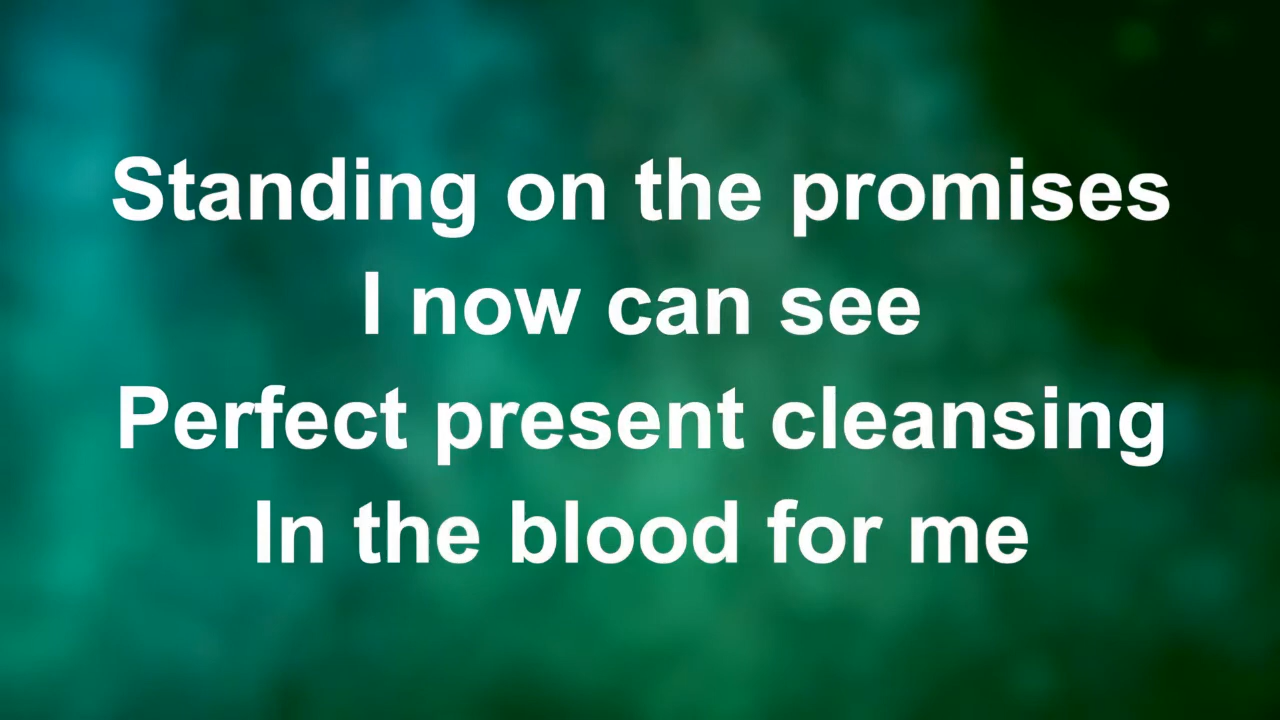 Standing on the promises
I now can see
Perfect present cleansing
In the blood for me